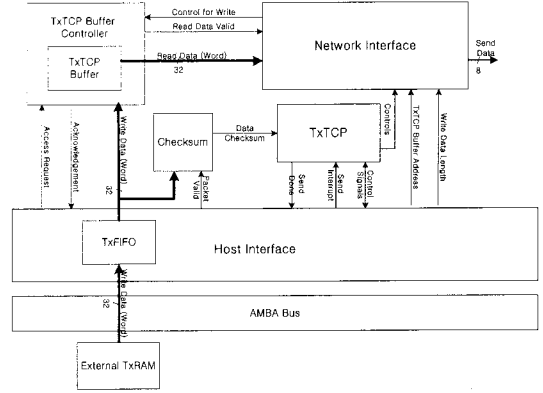 TxTCP Buffer
Controller
TxTCP
Buffer
Control for Write
Read Data Valid
Read Data (Word)
32
Network Interface
Send
Data
8
Access Request
Acknowledgement
Write Data (Word)
32
Checksum
Data
Checksum
Packet
Valid
TxTCP
Controls
TxTCP Buffer Address
Write Data Length
Send
Done
Send
Interrupt
Control
Signals
TxFIFO
Host Interface
Write Data (Word)
32
AMBA Bus
External TxRAM